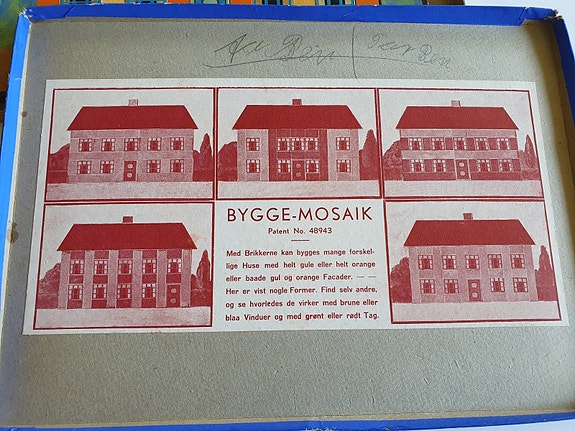 BYGGE-MOSAIK
Patent No. 48943
Med Brikkerne kan bygges mange forskel-
lige Huse med helt gule eller helt orange
eller baade gul og orange Facader. — —
Her er vist nogle Former. Find selv andre,
og se hvorledes de virker med brune eller
blaa Vinduer og med grønt eller rødt Tag.